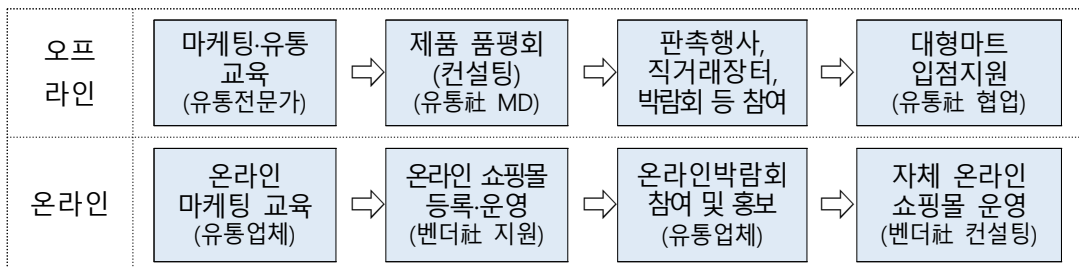 오프
라인
마케팅·유통
교육
(유통전문가)
제품 품평회
(컨설팅)
(유통社 MD)
판촉행사,
직거래장터,
박람회 등 참여
대형마트
입점지원
(유통社 협업)
온라인
온라인
마케팅 교육
(유통업체)
온라인 쇼핑몰
등록·운영
(벤더社 지원)
온라인박람회
참여 및 홍보
(유통업체)
자체 온라인
쇼핑몰 운영
(벤더社 컨설팅)